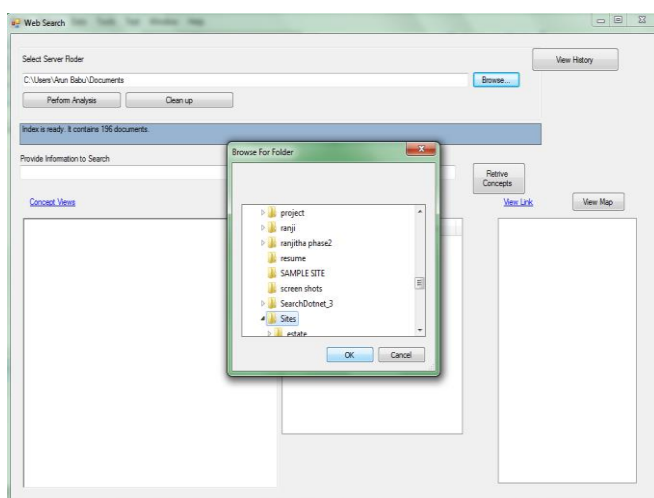 Web Search
Select Server Floder
View History
C:\Users\Arun Babu\Documents
Browse...
Perform Analysis
Clean up
Index is ready. It contains 196 documents.
Browse For Folder
Provide Information to Search
Retrive
Concepts
Concept Views
View Link
View Map
project
ranji
ranjitha phase2
resume
SAMPLE SITE
screen shots
SearchDotnet_3
Sites
estate
OK
Cancel